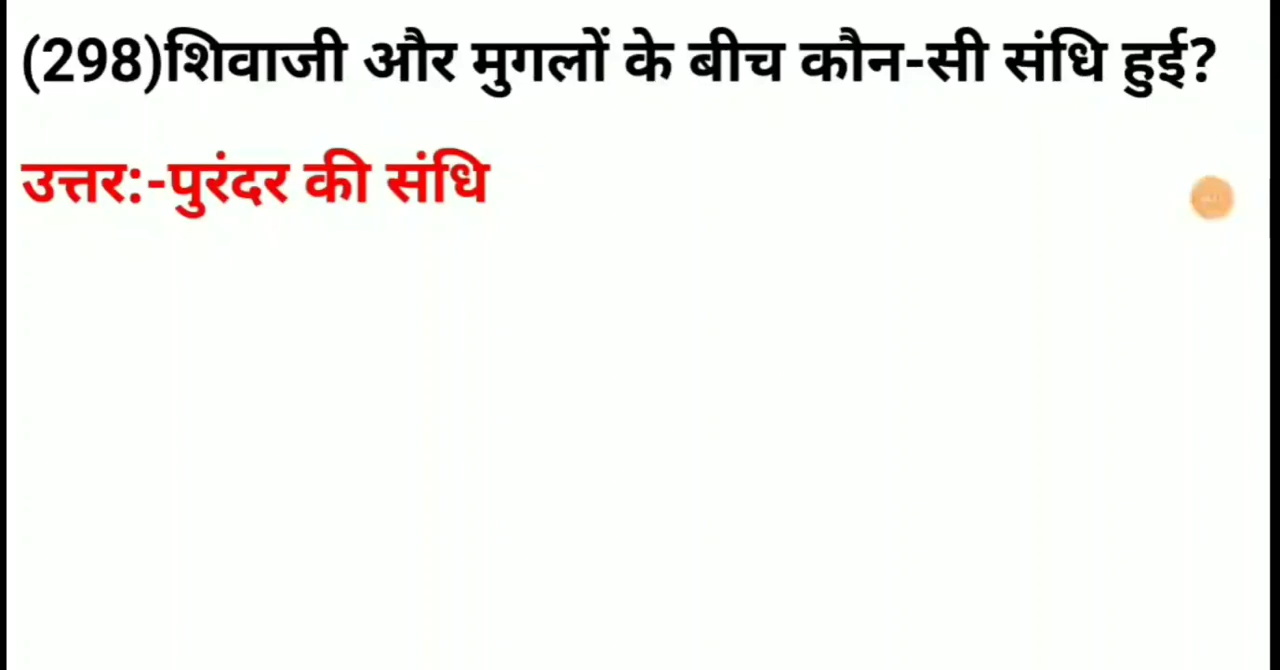 (298)शिवाजी और मुगलों के बीच कौन-सी संधि हुई?
उत्तर:-पुरंदर की संधि